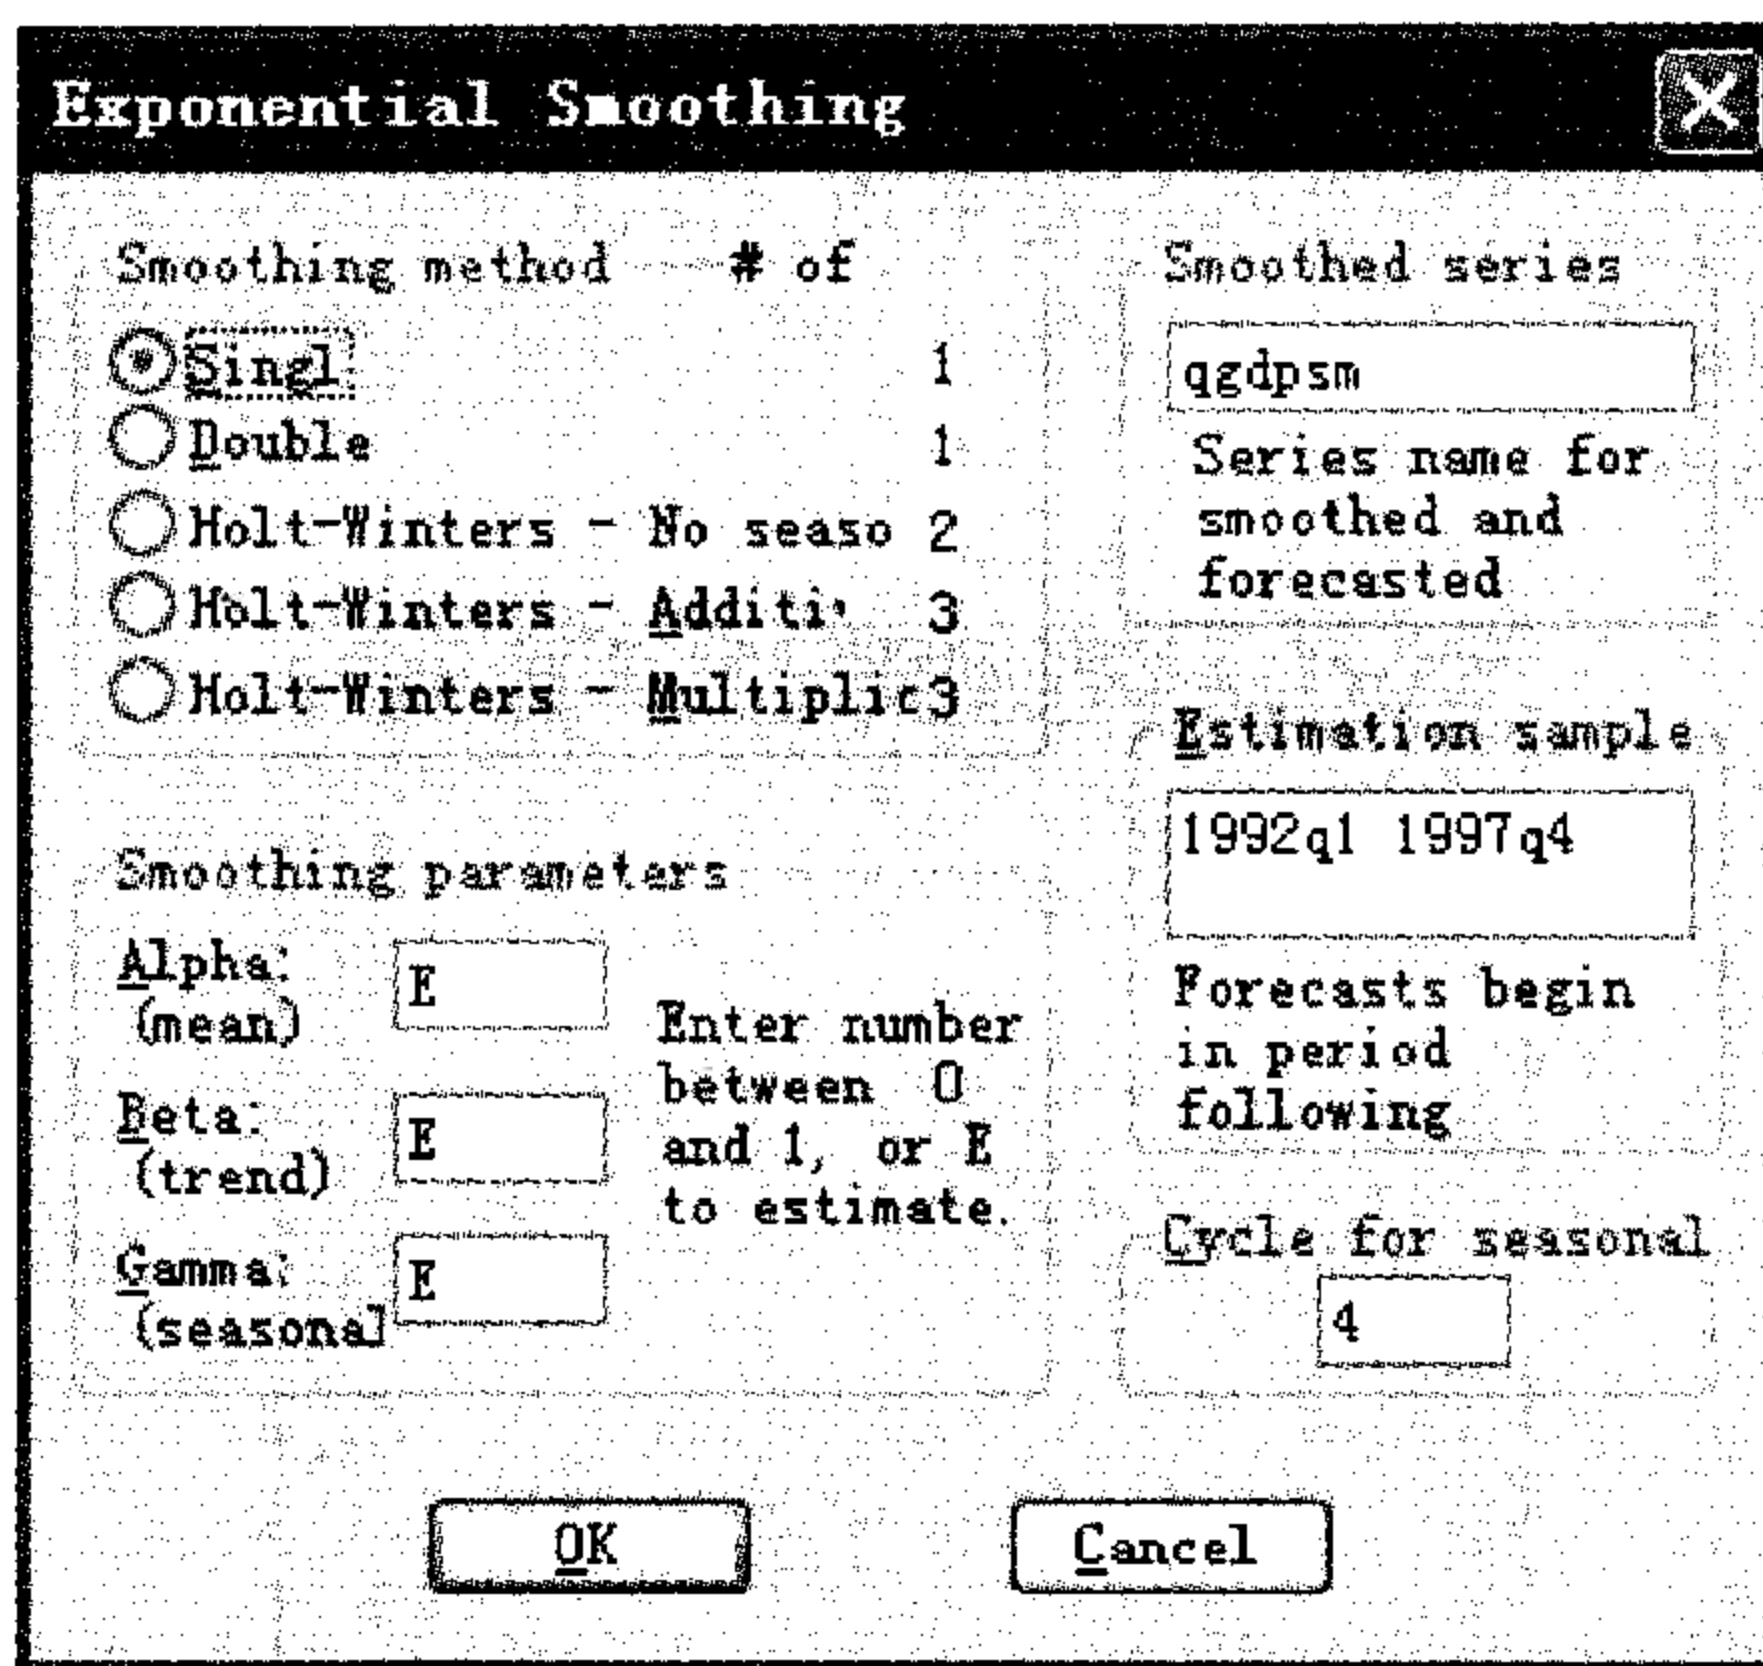 Exponential Smoothing
Smoothing method # of
Singl 1
Double 1
Holt-Winters - No seaso 2
Holt-Winters - Additi 3
Holt-Winters - Multiplic 3
Smoothing parameters
Alpha: E
(mean)
Beta: E
(trend)
Gamma: E
(seasonal
Enter number
between 0
and 1, or E
to estimate.
Smoothed series
qgdpsm
Series name for
smoothed and
forecasted
Estimation sample
1992q1 1997q4
Forecasts begin
in period
following
Cycle for seasonal
4
OK Cancel